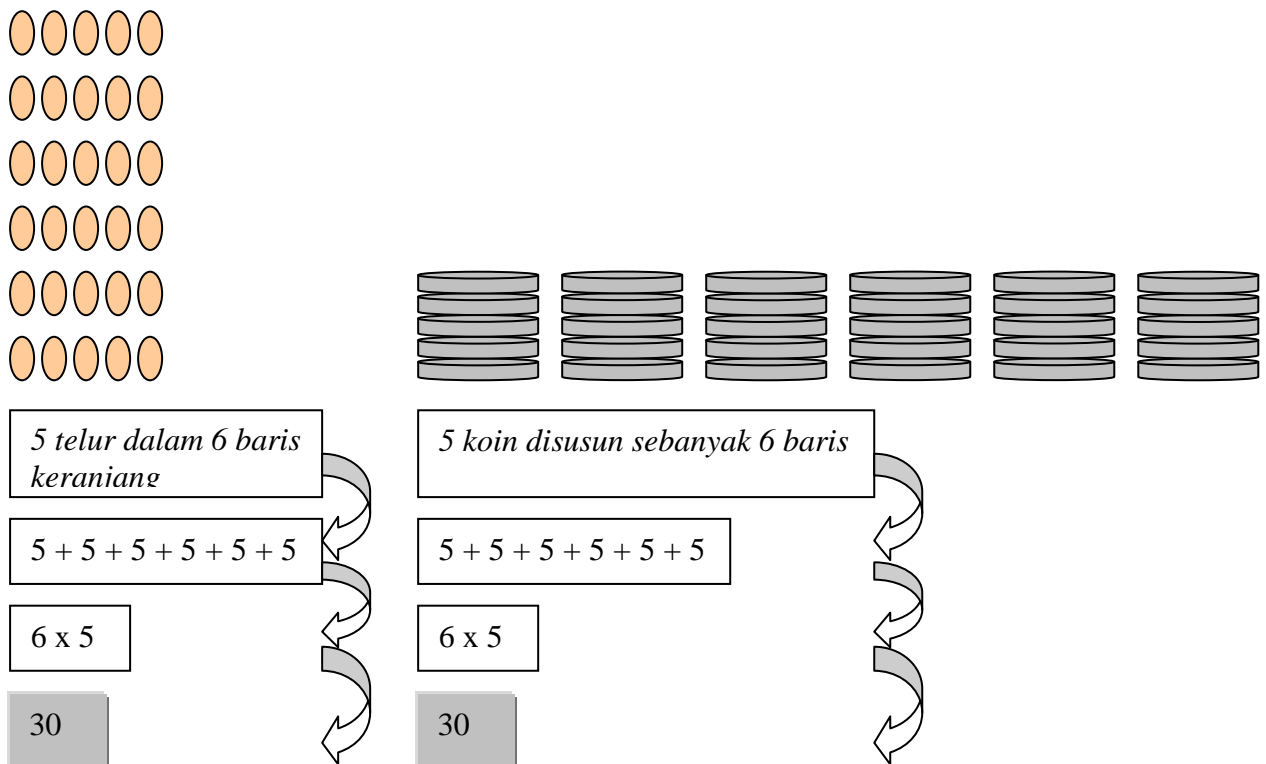 5 telur dalam 6 baris
keranjang
5 + 5 + 5 + 5 + 5 + 5
6 x 5
30
5 koin disusun sebanyak 6 baris
5 + 5 + 5 + 5 + 5 + 5
6 x 5
30